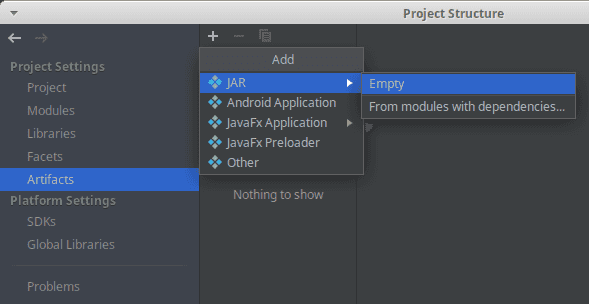 Project Structure
Project Settings
Project
Modules
Libraries
Facets
Artifacts
Platform Settings
SDKs
Global Libraries
Problems
Add
JAR
Android Application
JavaFx Application
JavaFx Preloader
Other
Nothing to show
Empty
From modules with dependencies...